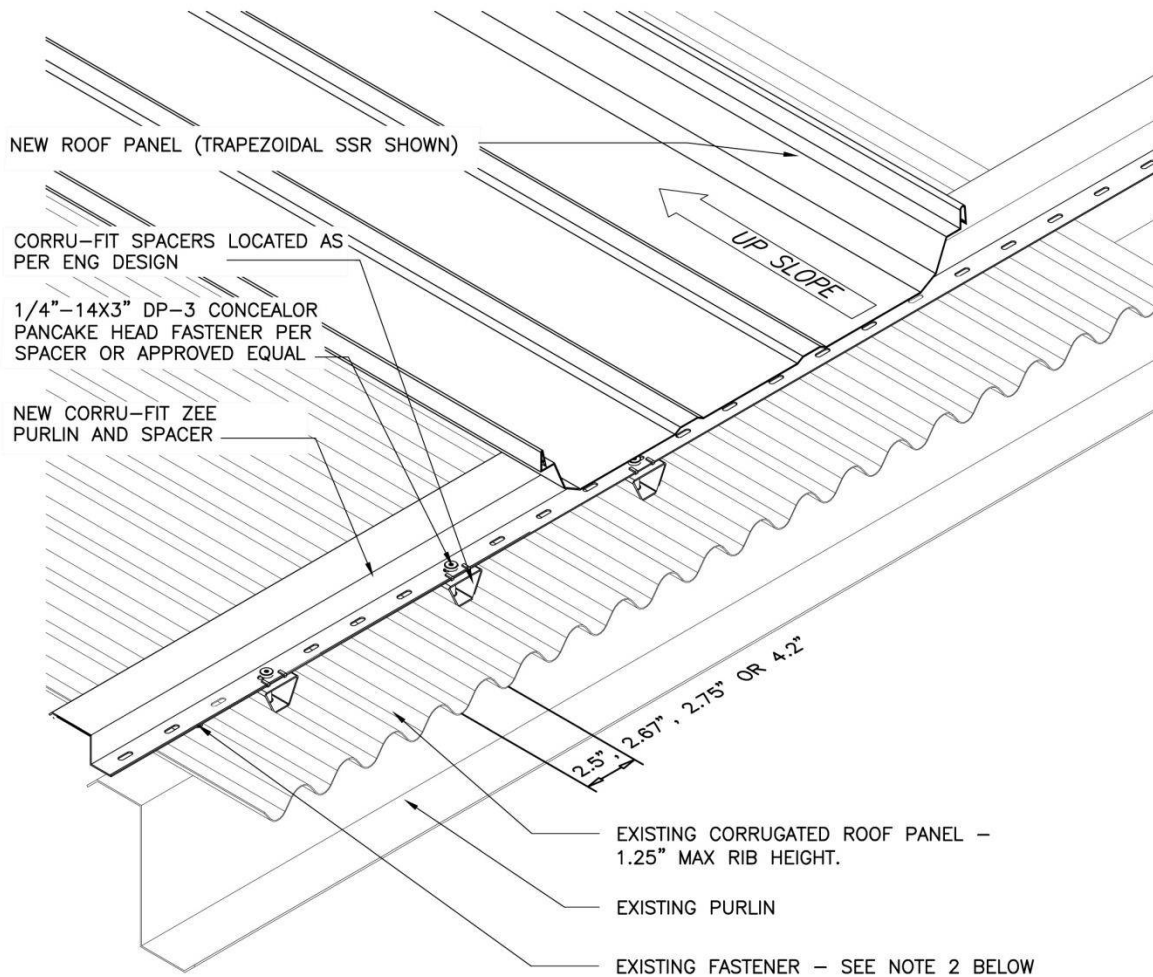 NEW ROOF PANEL (TRAPEZOIDAL SSR SHOWN)
UP SLOPE
CORRU-FIT SPACERS LOCATED AS
PER ENG DESIGN
1/4"-14X3" DP-3 CONCEALOR
PANCAKE HEAD FASTENER PER
SPACER OR APPROVED EQUAL
NEW CORRU-FIT ZEE
PURLIN AND SPACER
2.5", 2.67", 2.75" OR 4.2"
EXISTING CORRUGATED ROOF PANEL -
1.25" MAX RIB HEIGHT.
EXISTING PURLIN
EXISTING FASTENER - SEE NOTE 2 BELOW